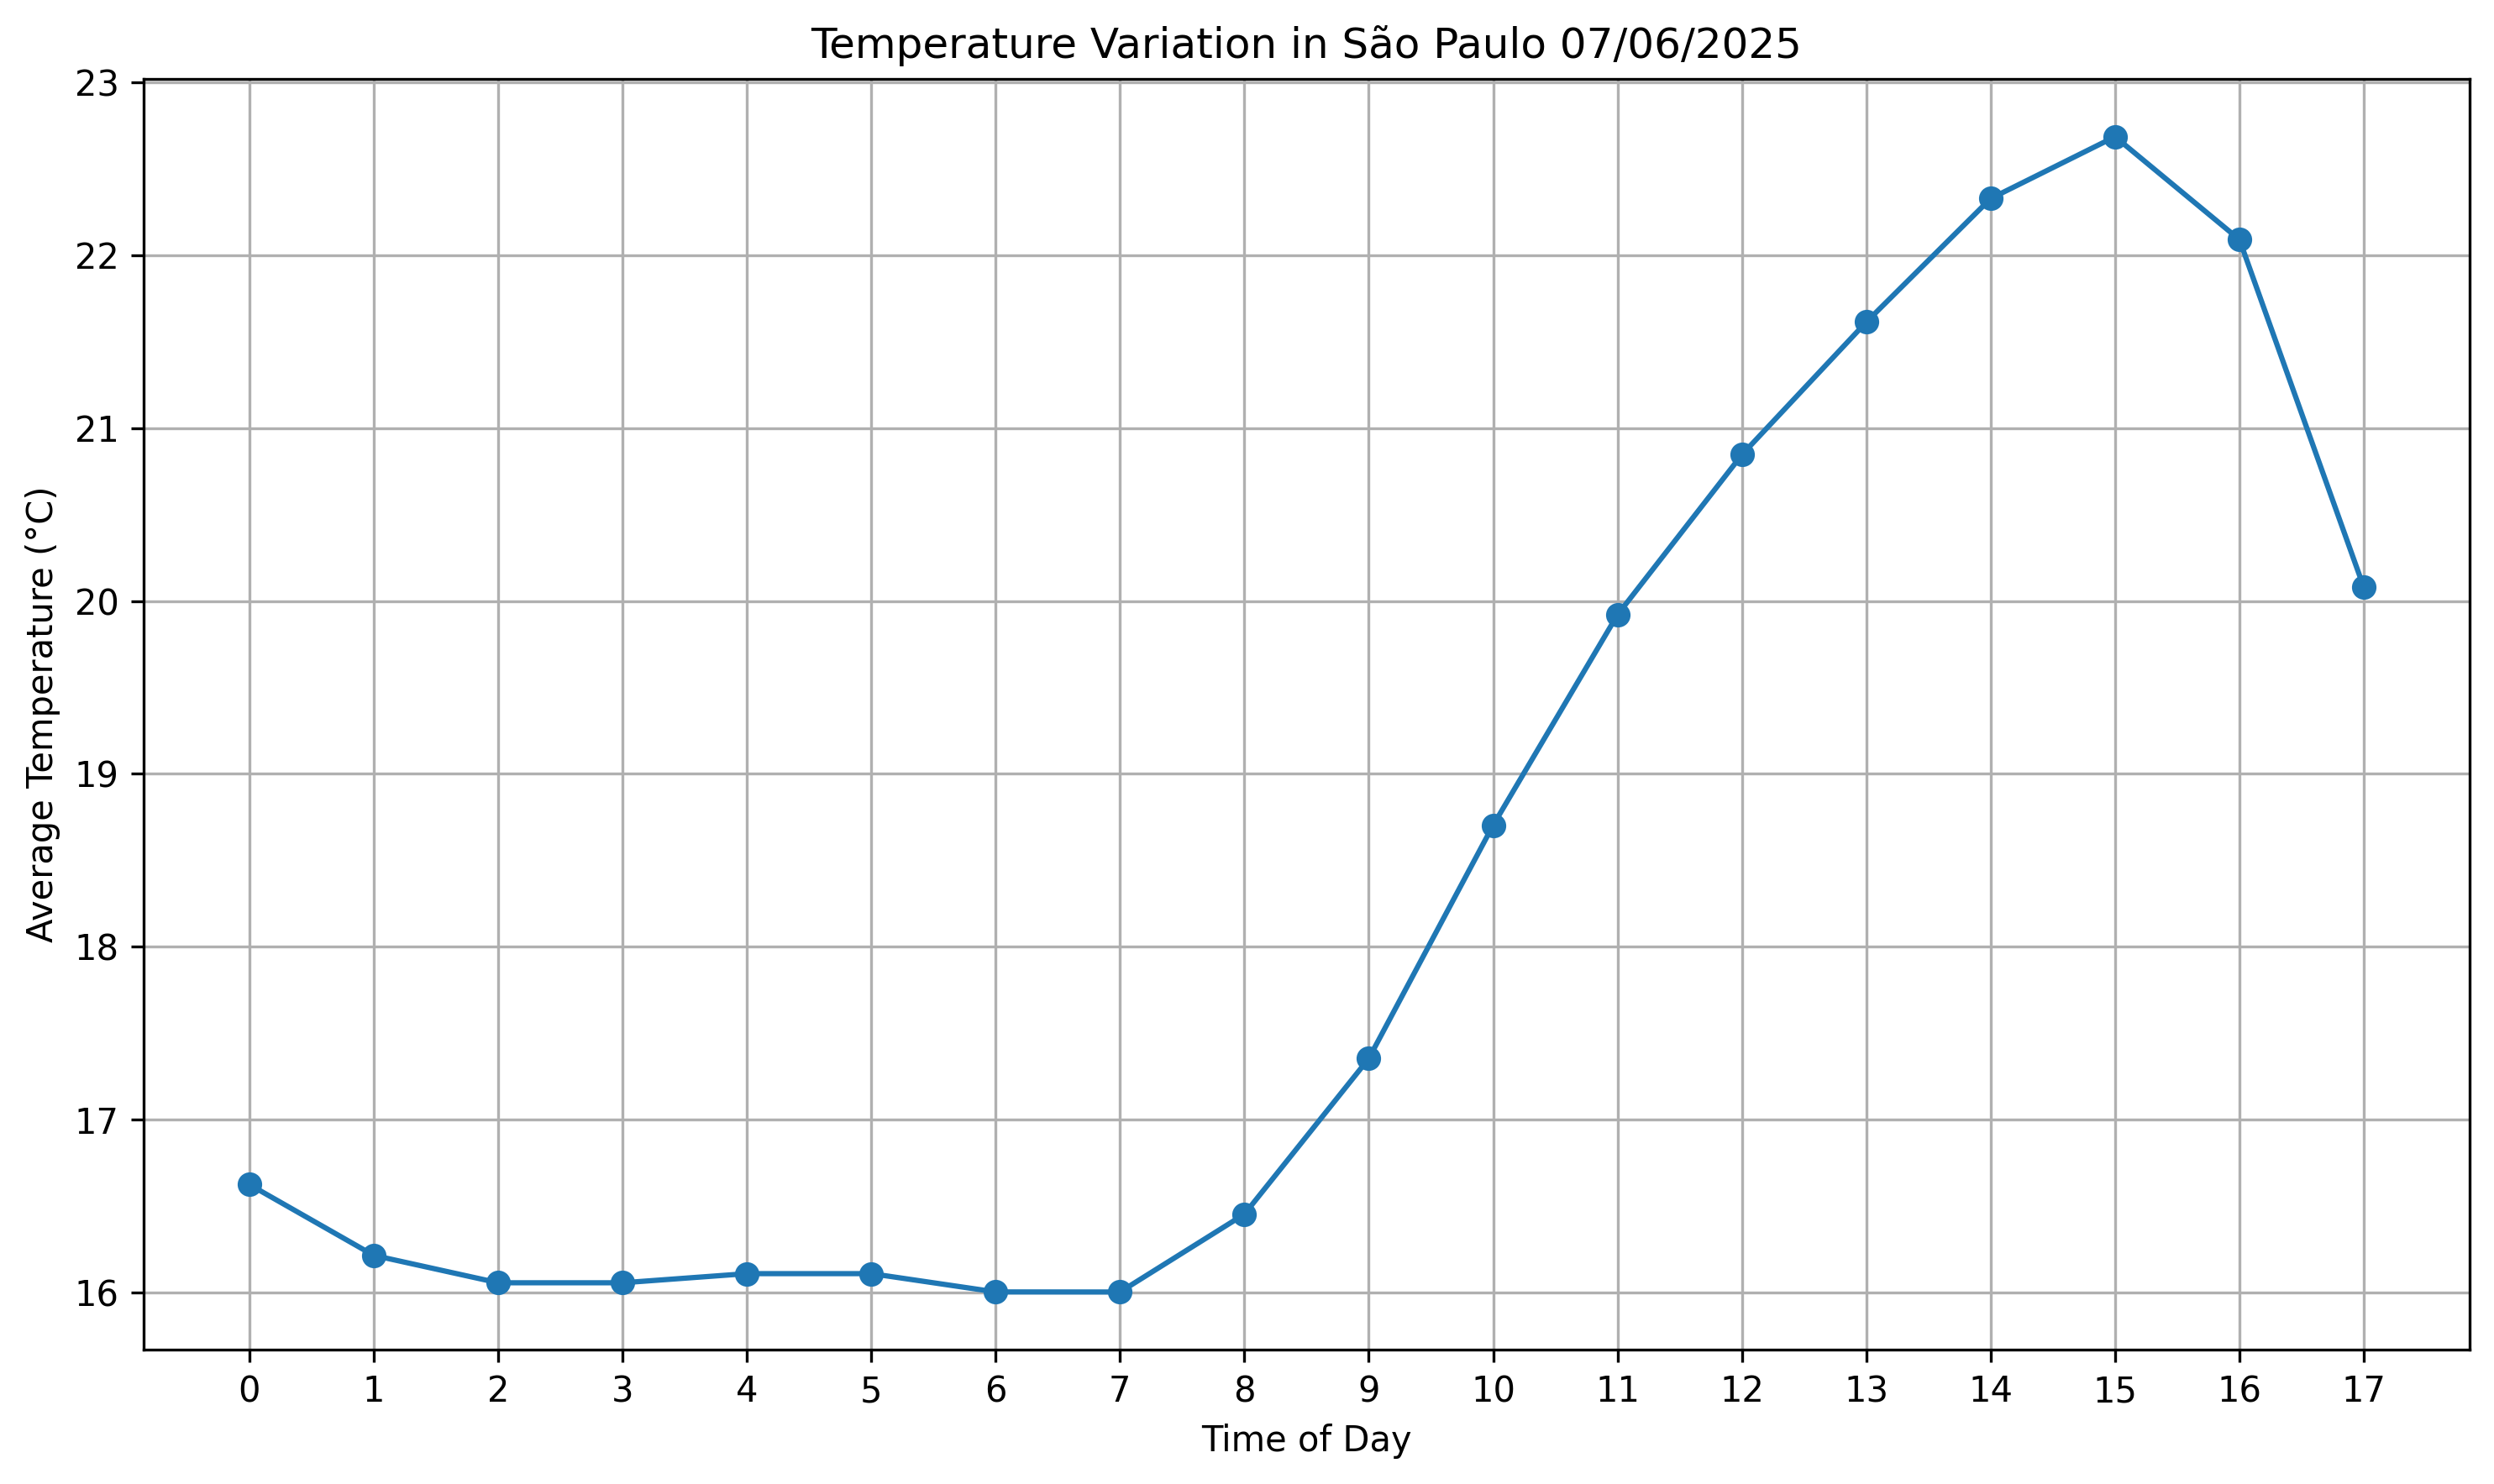 Temperature Variation in São Paulo 07/06/2025
23
22
21
20
19
18
17
16
Average Temperature (°C)
0 1 2 3 4 5 6 7 8 9 10 11 12 13 14 15 16 17
Time of Day